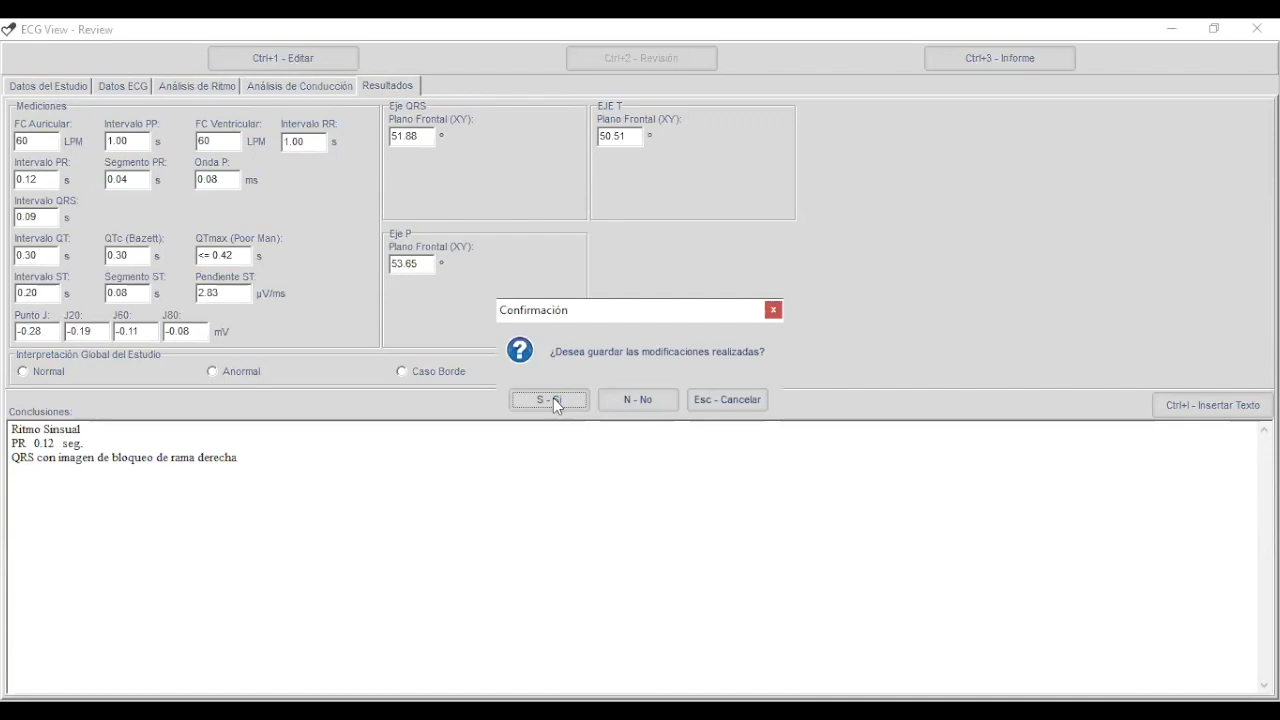 ECG View - Review
Ctrl+1 - Editar
Ctrl+2 - Revisión
Ctrl+3 - Informe
Datos del Estudio
Datos ECG
Análisis de Ritmo
Análisis de Conducción
Resultados
Mediciones
FC Auricular:
Intervalo PP:
FC Ventricular:
Intervalo RR:
60 LPM
1.00 s
60 LPM
1.00 s
Intervalo PR:
Segmento PR:
Onda P:
0.12 s
0.04 s
0.08 ms
Intervalo QRS:
0.09 s
Intervalo QT:
QTc (Bazett):
QTmax (Poor Man):
0.30 s
0.30 s
<= 0.42 s
Intervalo ST:
Segmento ST:
Pendiente ST:
0.20 s
0.08 s
2.83 µV/ms
Punto J:
J20:
J60:
J80:
-0.28
-0.19
-0.11
-0.08 mV
Eje QRS
Plano Frontal (XY):
51.88 º
EJE T
Plano Frontal (XY):
50.51 º
Eje P
Plano Frontal (XY):
53.65 º
Interpretación Global del Estudio
Normal
Anormal
Caso Borde
Confirmación
x
?
¿Desea guardar las modificaciones realizadas?
S - Si
N - No
Esc - Cancelar
Ctrl+I - Insertar Texto
Conclusiones:
Ritmo Sinsual
PR 0.12 seg.
QRS con imagen de bloqueo de rama derecha